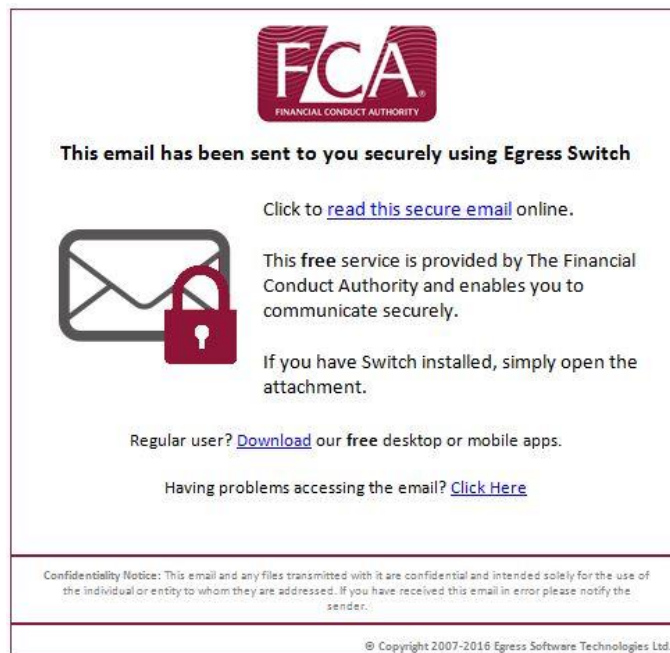 FCA®
FINANCIAL CONDUCT AUTHORITY
This email has been sent to you securely using Egress Switch
Click to read this secure email online.
This free service is provided by The Financial
Conduct Authority and enables you to
communicate securely.
If you have Switch installed, simply open the
attachment.
Regular user? Download our free desktop or mobile apps.
Having problems accessing the email? Click Here
Confidentiality Notice: This email and any files transmitted with it are confidential and intended solely for the use of
the individual or entity to whom they are addressed. If you have received this email in error please notify the
sender.
© Copyright 2007-2016 Egress Software Technologies Ltd